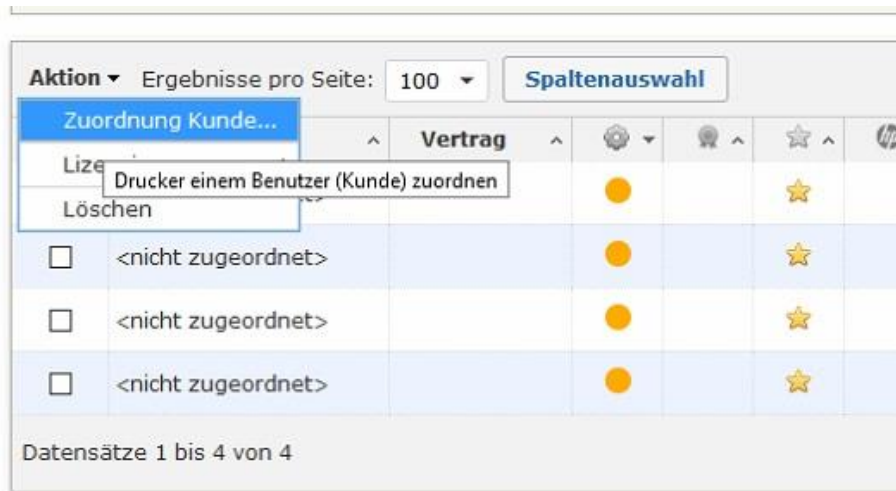 Aktion Ergebnisse pro Seite: 100 Spaltenauswahl
Zuordnung Kunde...
Vertrag
Drucker einem Benutzer (Kunde) zuordnen
Löschen
<nicht zugeordnet>
<nicht zugeordnet>
<nicht zugeordnet>
Datensätze 1 bis 4 von 4